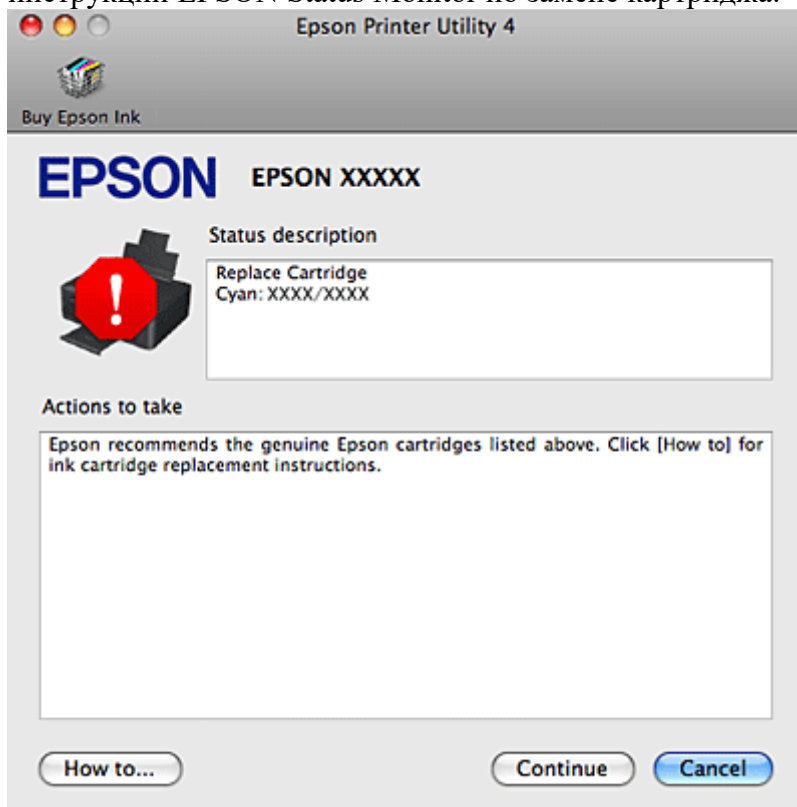 инструкции EPSON Status Monitor по замене картриджа.
Epson Printer Utility 4
Buy Epson Ink
EPSON EPSON XXXXX
Status description
Replace Cartridge
Cyan: XXXX/XXXX
!
Actions to take
Epson recommends the genuine Epson cartridges listed above. Click [How to] for
ink cartridge replacement instructions.
How to... Continue Cancel